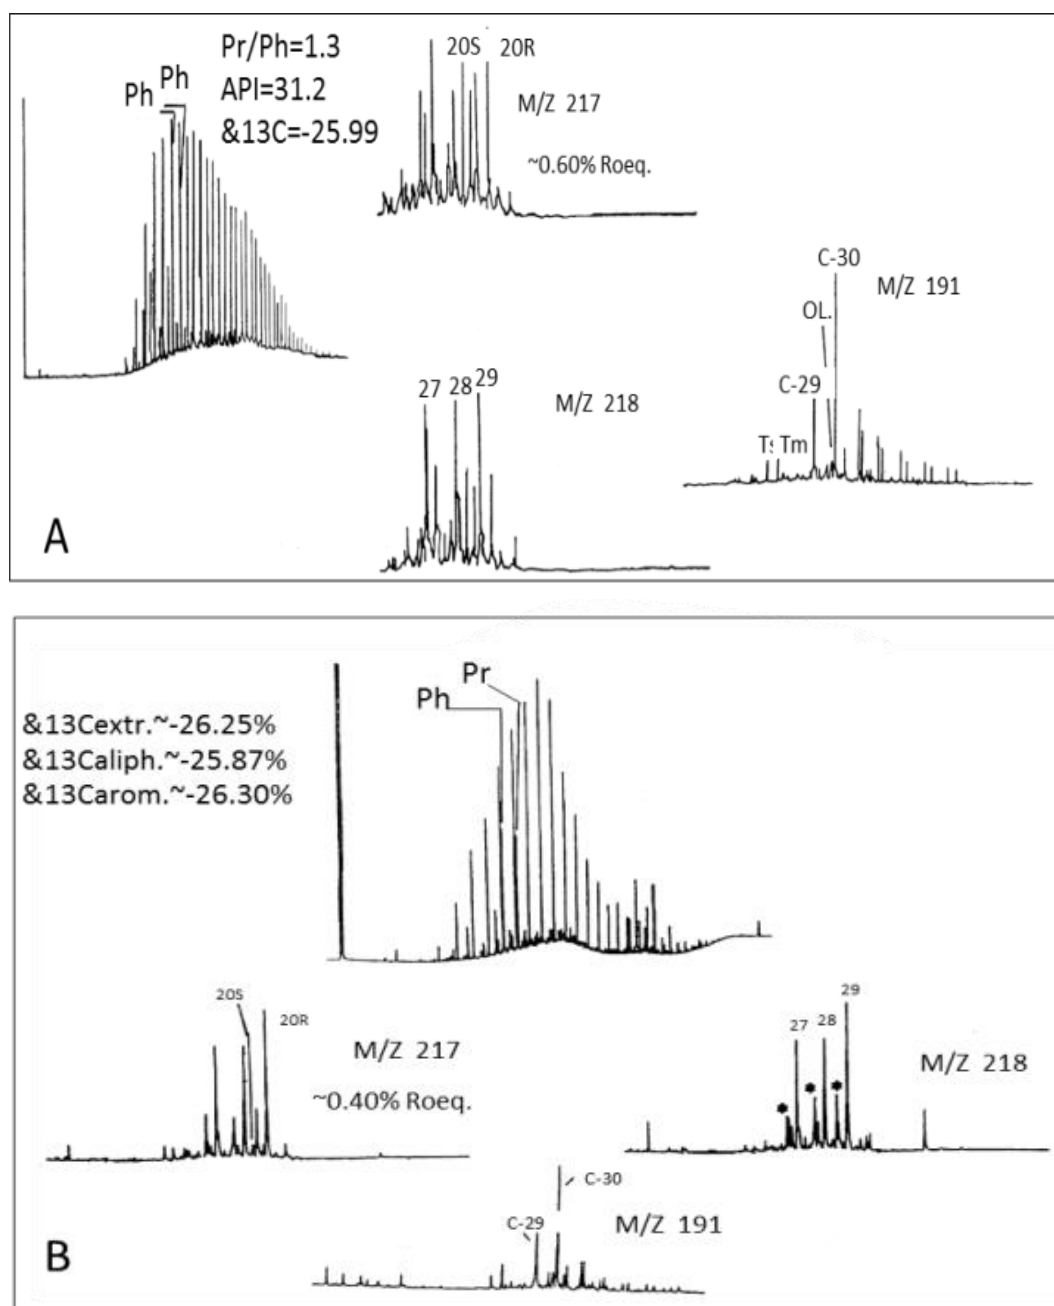 Pr/Ph=1.3
API=31.2
&13C=-25.99
Ph
Ph
20S 20R
M/Z 217
~0.60% Roeq.
C-30
M/Z 191
OL.
C-29
Ts Tm
27 28 29
M/Z 218
A
Pr
Ph
&13Cextr.~-26.25%
&13Caliph.~-25.87%
&13Carom.~-26.30%
20S
20R
M/Z 217
~0.40% Roeq.
29
27 28
M/Z 218
* * *
C-30
C-29
M/Z 191
B